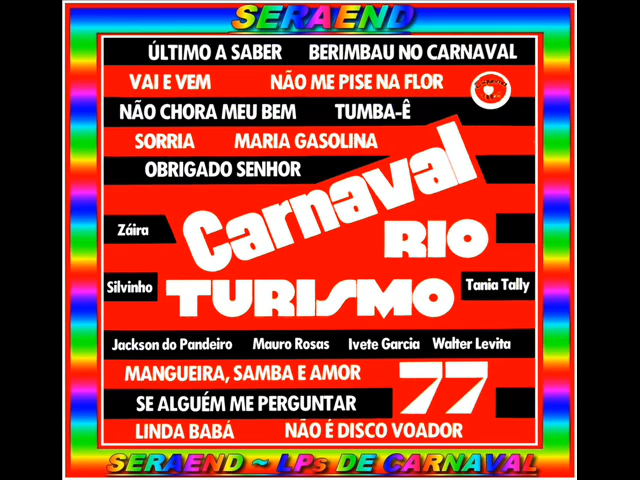 SERAEND
ÚLTIMO A SABER BERIMBAU NO CARNAVAL
VAI E VEM NÃO ME PISE NA FLOR
NÃO CHORA MEU BEM TUMBA-Ê
SORRIA MARIA GASOLINA
OBRIGADO SENHOR
Carnaval
Záira
RIO
Silvinho
TURISMO
Tania Tally
Jackson do Pandeiro Mauro Rosas Ivete Garcia Walter Levita
MANGUEIRA, SAMBA E AMOR
77
SE ALGUÉM ME PERGUNTAR
LINDA BABÁ NÃO É DISCO VOADOR
SERAEND ~ LPs DE CARNAVAL